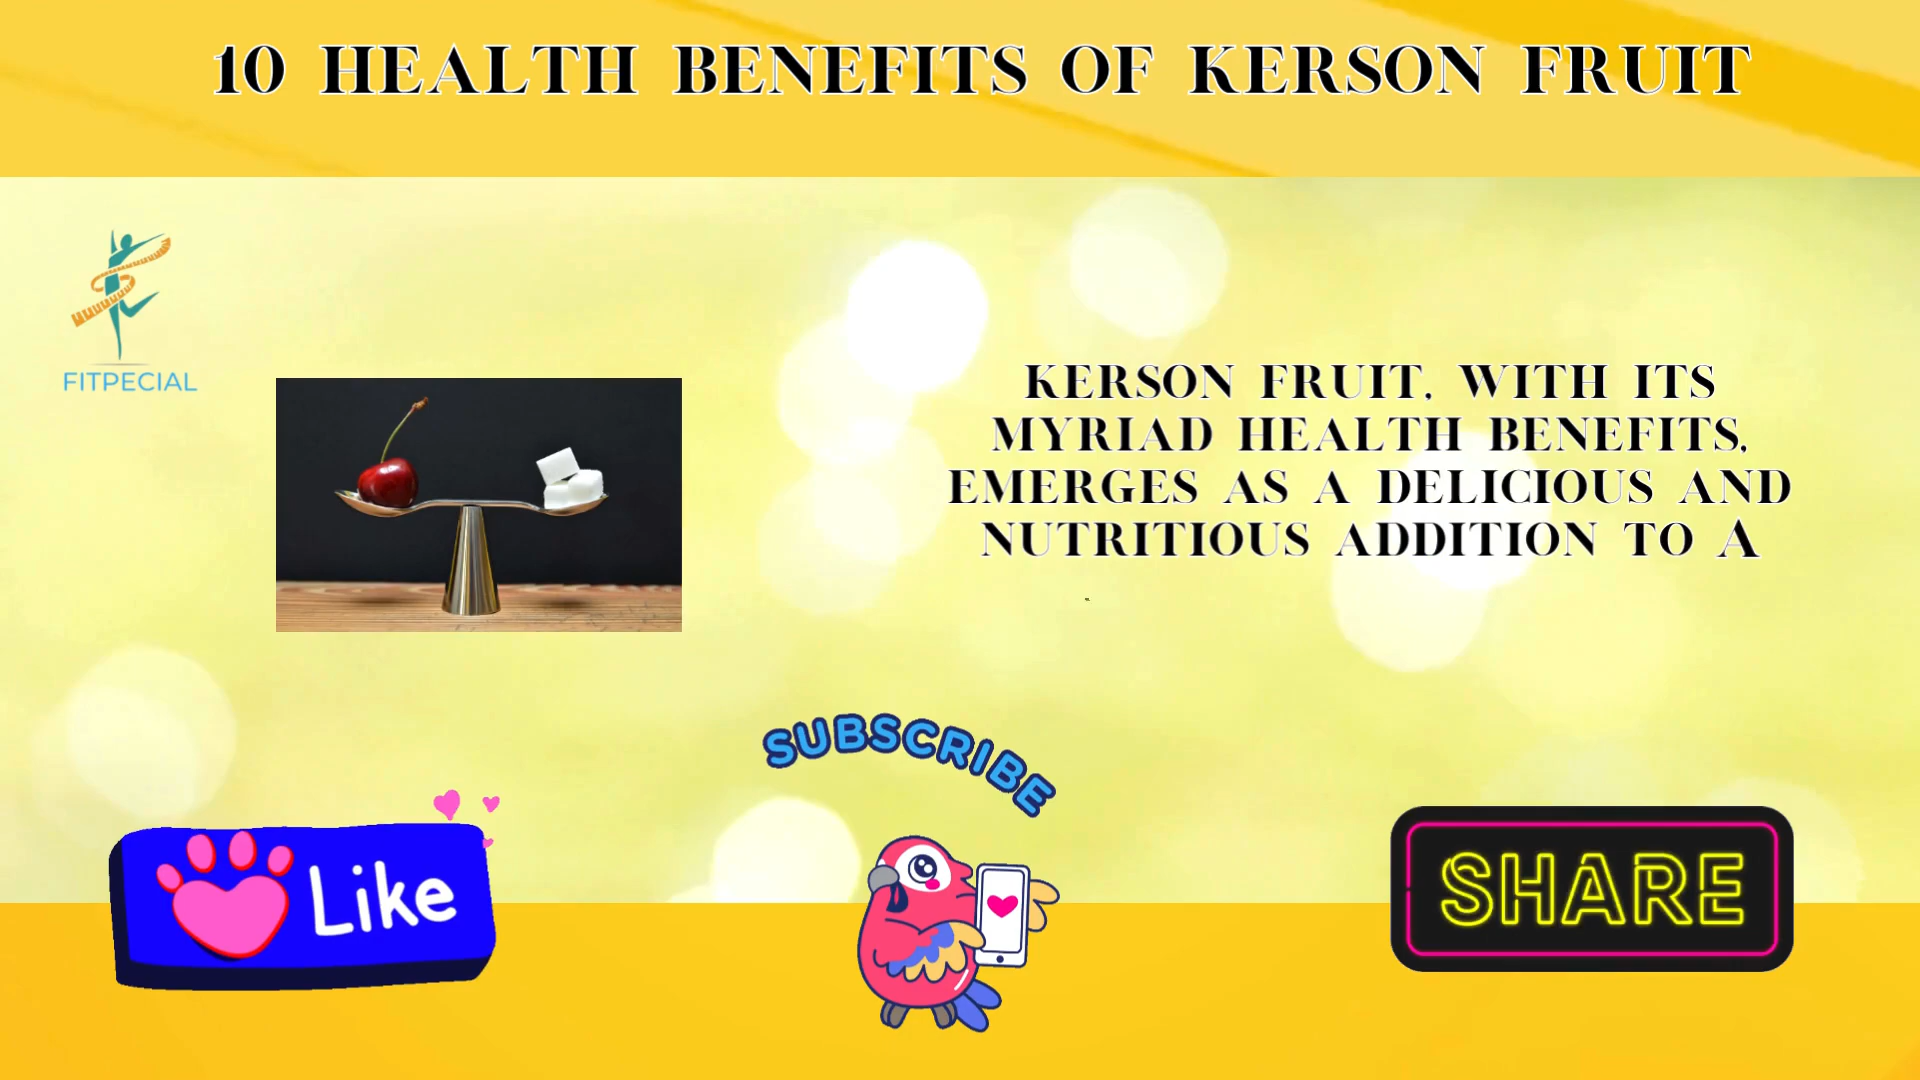 10 HEALTH BENEFITS OF KERSON FRUIT
FITPECIAL
KERSON FRUIT, WITH ITS
MYRIAD HEALTH BENEFITS,
EMERGES AS A DELICIOUS AND
NUTRITIOUS ADDITION TO A
SUBSCRIBE
Like
SHARE